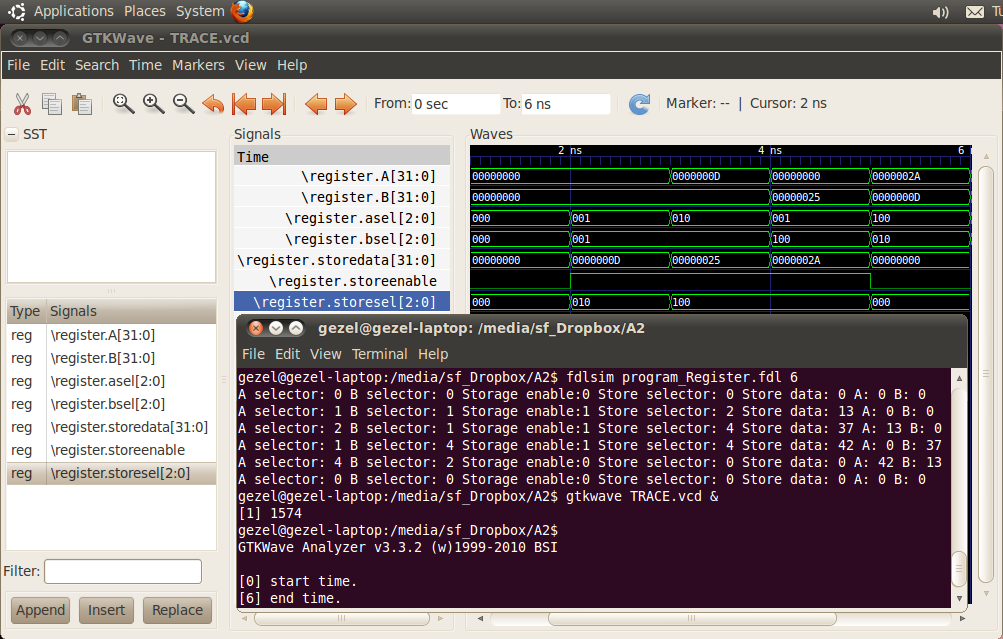 Applications Places System Tu
GTKWave - TRACE.vcd
File Edit Search Time Markers View Help
From: 0 sec To: 6 ns Marker: -- | Cursor: 2 ns
SST
Signals
Waves
Time
\register.A[31:0]
\register.B[31:0]
\register.asel[2:0]
\register.bsel[2:0]
\register.storedata[31:0]
\register.storeenable
\register.storesel[2:0]
2 ns 4 ns 6
00000000 0000000D 00000000 0000002A
00000000 00000025 0000000D
000 001 010 001 100
000 001 100 010
00000000 0000000D 00000025 0000002A 00000000
000 010 100 000
Type Signals
reg \register.A[31:0]
reg \register.B[31:0]
reg \register.asel[2:0]
reg \register.bsel[2:0]
reg \register.storedata[31:0]
reg \register.storeenable
reg \register.storesel[2:0]
Filter:
Append Insert Replace
gezel@gezel-laptop: /media/sf_Dropbox/A2
File Edit View Terminal Help
gezel@gezel-laptop:/media/sf_Dropbox/A2$ fdlsim program_Register.fdl 6
A selector: 0 B selector: 0 Storage enable:0 Store selector: 0 Store data: 0 A: 0 B: 0
A selector: 1 B selector: 1 Storage enable:1 Store selector: 2 Store data: 13 A: 0 B: 0
A selector: 2 B selector: 1 Storage enable:1 Store selector: 4 Store data: 37 A: 13 B: 0
A selector: 1 B selector: 4 Storage enable:1 Store selector: 4 Store data: 42 A: 0 B: 37
A selector: 4 B selector: 2 Storage enable:0 Store selector: 0 Store data: 0 A: 42 B: 13
A selector: 0 B selector: 0 Storage enable:0 Store selector: 0 Store data: 0 A: 0 B: 0
gezel@gezel-laptop:/media/sf_Dropbox/A2$ gtkwave TRACE.vcd &
[1] 1574
gezel@gezel-laptop:/media/sf_Dropbox/A2$
GTKWave Analyzer v3.3.2 (w)1999-2010 BSI
[0] start time.
[6] end time.